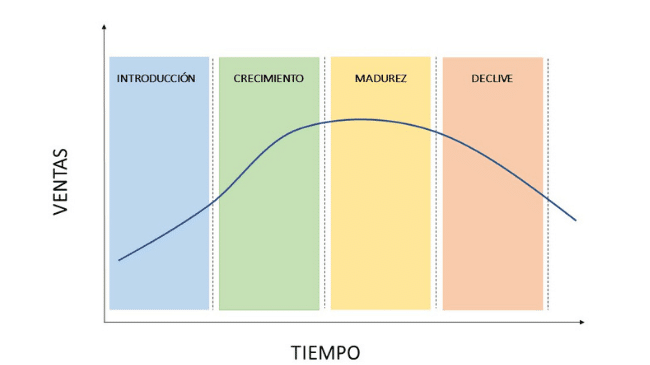 INTRODUCCIÓN
CRECIMIENTO
MADUREZ
DECLIVE
VENTAS
TIEMPO